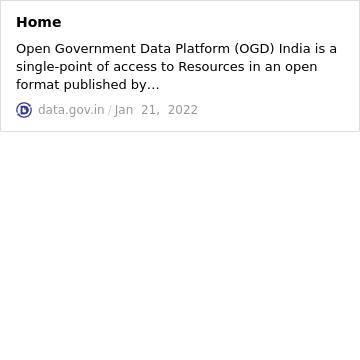 Home
Open Government Data Platform (OGD) India is a
single-point of access to Resources in an open
format published by...
data.gov.in / Jan 21, 2022